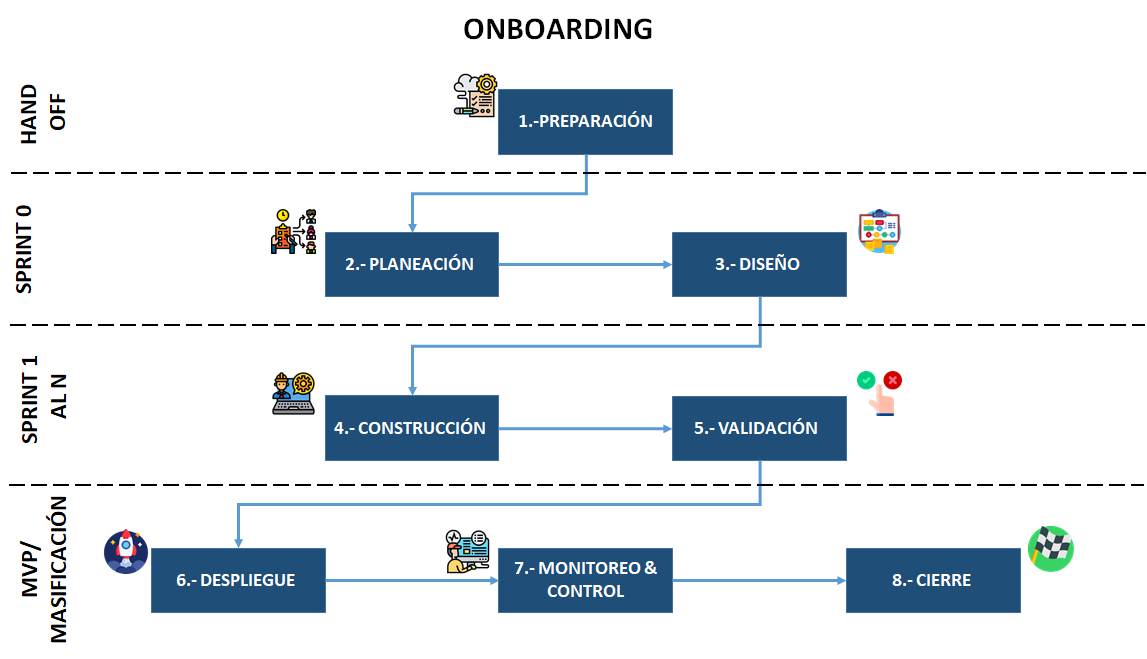 ONBOARDING
HAND
OFF
1.-PREPARACIÓN
SPRINT 0
2.- PLANEACIÓN
3.- DISEÑO
SPRINT 1
AL N
4.- CONSTRUCCIÓN
5.- VALIDACIÓN
MVP/
MASIFICACIÓN
6.- DESPLIEGUE
7.- MONITOREO &
CONTROL
8.- CIERRE